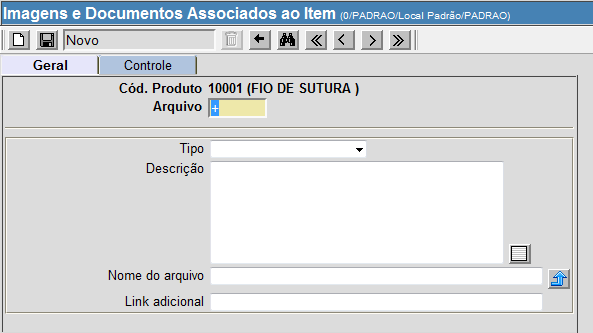 Imagens e Documentos Associados ao Item (0/PADRAO/Local Padrão/PADRAO)
Novo
Geral Controle
Cód. Produto 10001 (FIO DE SUTURA )
Arquivo +
Tipo
Descrição
Nome do arquivo
Link adicional